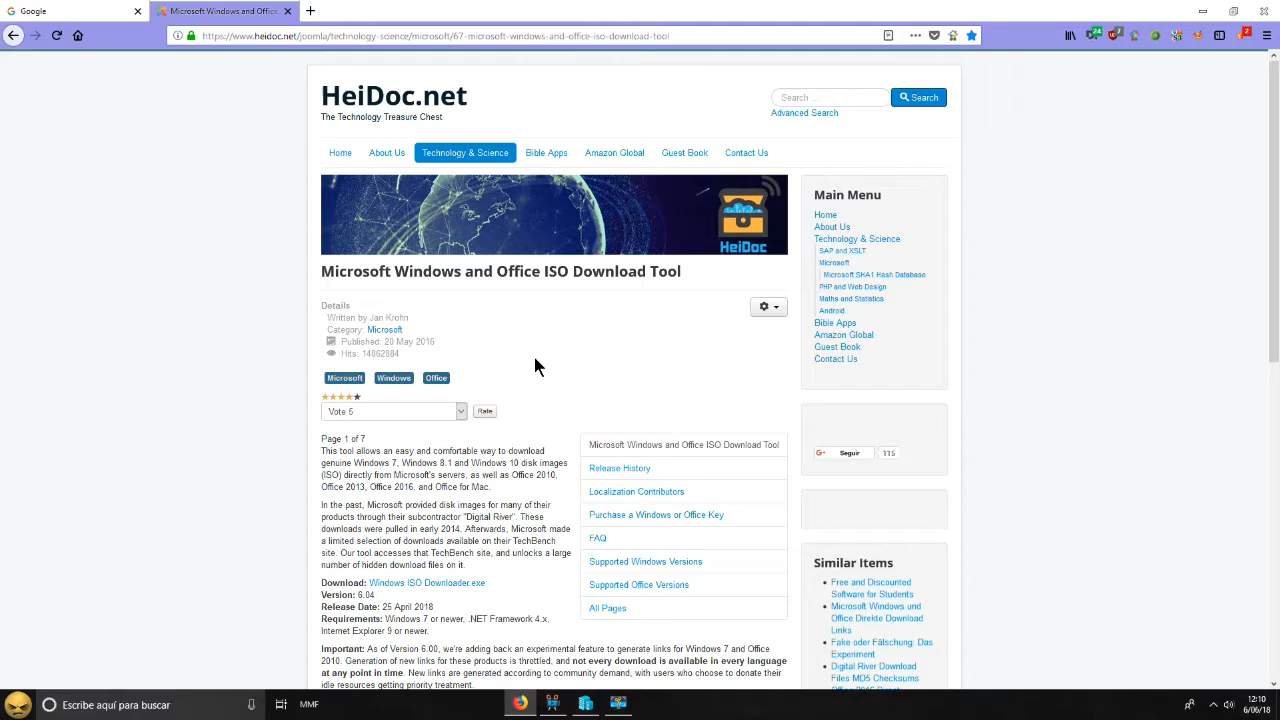 Google
Microsoft Windows and Office
https://www.heidoc.net/joomla/technology-science/microsoft/67-microsoft-windows-and-office-iso-download-tool
24
7
2
HeiDoc.net
The Technology Treasure Chest
Search ...
Search
Advanced Search
Home
About Us
Technology & Science
Bible Apps
Amazon Global
Guest Book
Contact Us
HeiDoc
Microsoft Windows and Office ISO Download Tool
Details
Written by Jan Krohn
Category: Microsoft
Published: 20 May 2016
Hits: 14862884
Microsoft
Windows
Office
Vote 5
Rate
Page 1 of 7
This tool allows an easy and comfortable way to download
genuine Windows 7, Windows 8.1 and Windows 10 disk images
(ISO) directly from Microsoft's servers, as well as Office 2010,
Office 2013, Office 2016, and Office for Mac.
In the past, Microsoft provided disk images for many of their
products through their subcontractor "Digital River". These
downloads were pulled in early 2014. Afterwards, Microsoft made
a limited selection of downloads available on their TechBench
site. Our tool accesses that TechBench site, and unlocks a large
number of hidden download files on it.
Download: Windows ISO Downloader.exe
Version: 6.04
Release Date: 25 April 2018
Requirements: Windows 7 or newer, .NET Framework 4.x,
Internet Explorer 9 or newer.
Important: As of Version 6.00, we're adding back an experimental feature to generate links for Windows 7 and Office
2010. Generation of new links for these products is throttled, and not every download is available in every language
at any point in time. New links are generated according to community demand, with users who choose to donate their
idle resources getting priority treatment.
Microsoft Windows and Office ISO Download Tool
Release History
Localization Contributors
Purchase a Windows or Office Key
FAQ
Supported Windows Versions
Supported Office Versions
All Pages
Main Menu
Home
About Us
Technology & Science
SAP and XSLT
Microsoft
Microsoft SHA1 Hash Database
PHP and Web Design
Maths and Statistics
Android
Bible Apps
Amazon Global
Guest Book
Contact Us
G+ Seguir 115
Similar Items
Free and Discounted
Software for Students
Microsoft Windows und
Office Direkte Download
Links
Fake oder Fälschung: Das
Experiment
Digital River Download
Files MD5 Checksums
Escribe aquí para buscar
MMF
12:10
6/06/18